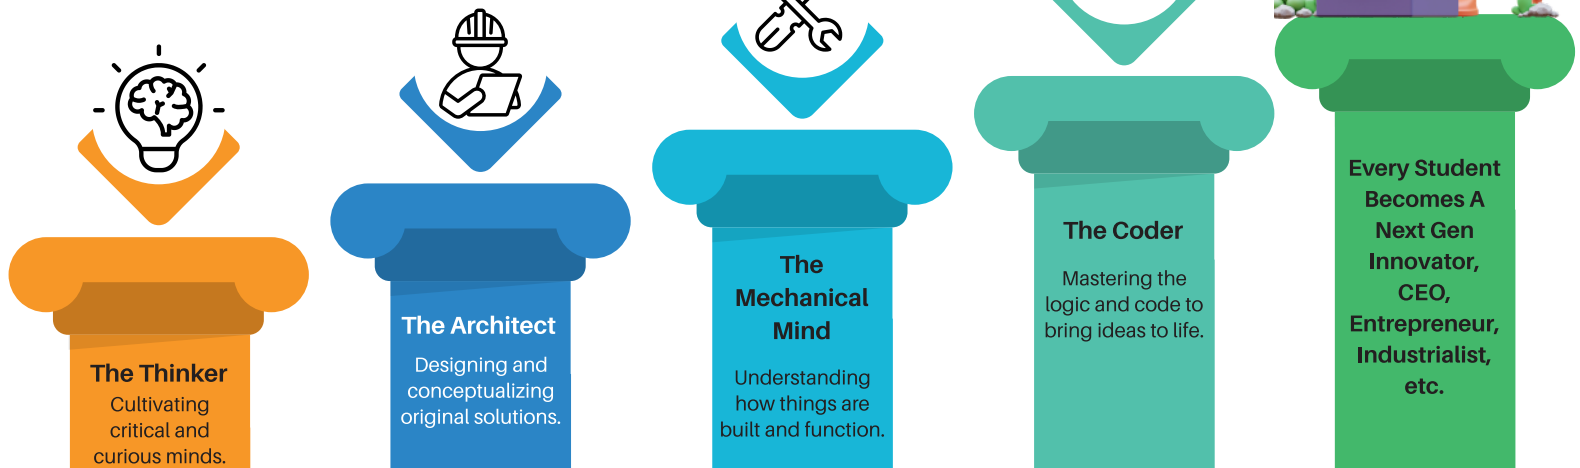 The Thinker
Cultivating
critical and
curious minds.
The Architect
Designing and
conceptualizing
original solutions.
The
Mechanical
Mind
Understanding
how things are
built and function.
The Coder
Mastering the
logic and code to
bring ideas to life.
Every Student
Becomes A
Next Gen
Innovator,
CEO,
Entrepreneur,
Industrialist,
etc.